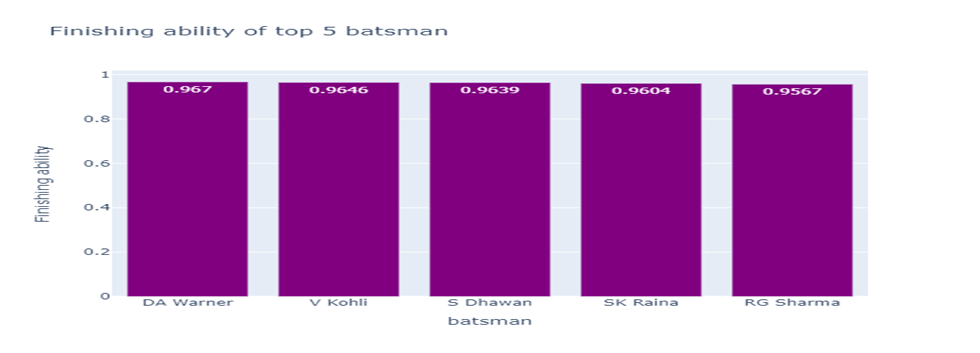 Finishing ability of top 5 batsman
Finishing ability
1
0.8
0.6
0.4
0.2
0
0.967 0.9646 0.9639 0.9604 0.9567
DA Warner V Kohli S Dhawan SK Raina RG Sharma
batsman